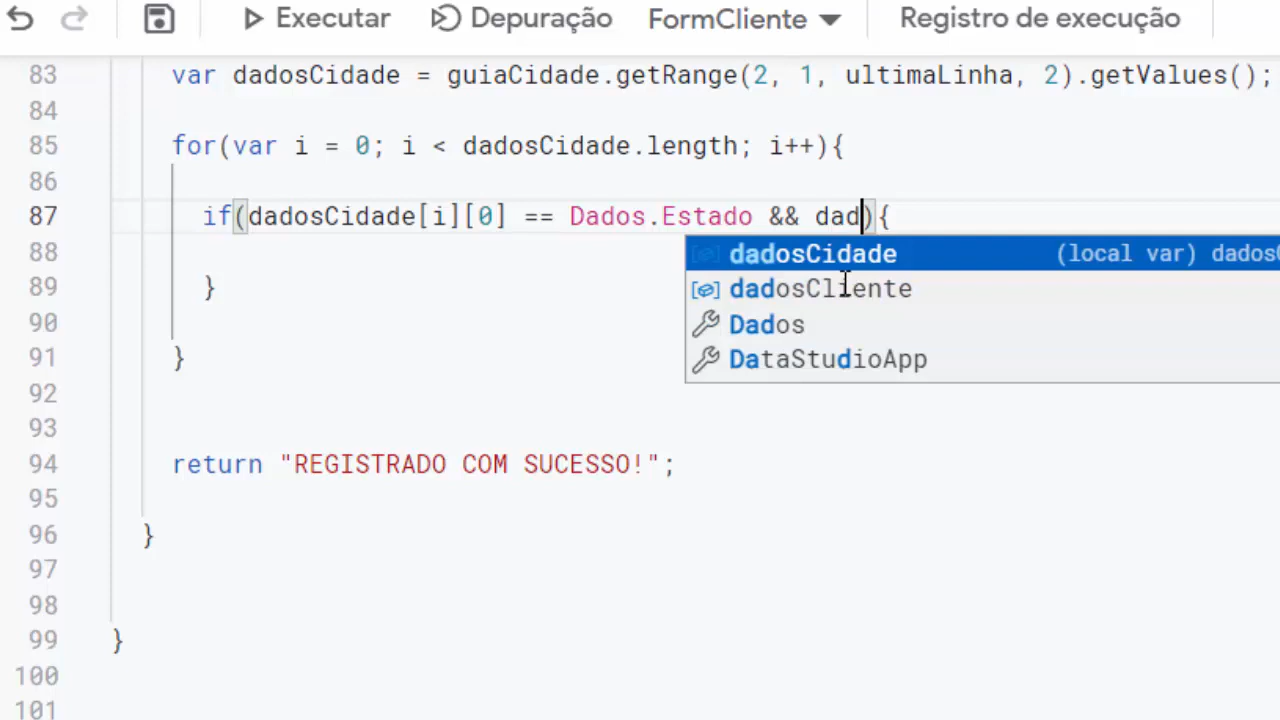 Executar Depuração FormCliente Registro de execução
83 var dadosCidade = guiaCidade.getRange(2, 1, ultimaLinha, 2).getValues();
84
85 for(var i = 0; i < dadosCidade.length; i++){
86
87 if(dadosCidade[i][0] == Dados.Estado && dad){
88 dadosCidade (local var) dados
89 } dadosCliente
90 Dados
91 } DataStudioApp
92
93
94 return "REGISTRADO COM SUCESSO!";
95
96 }
97
98
99 }
100
101